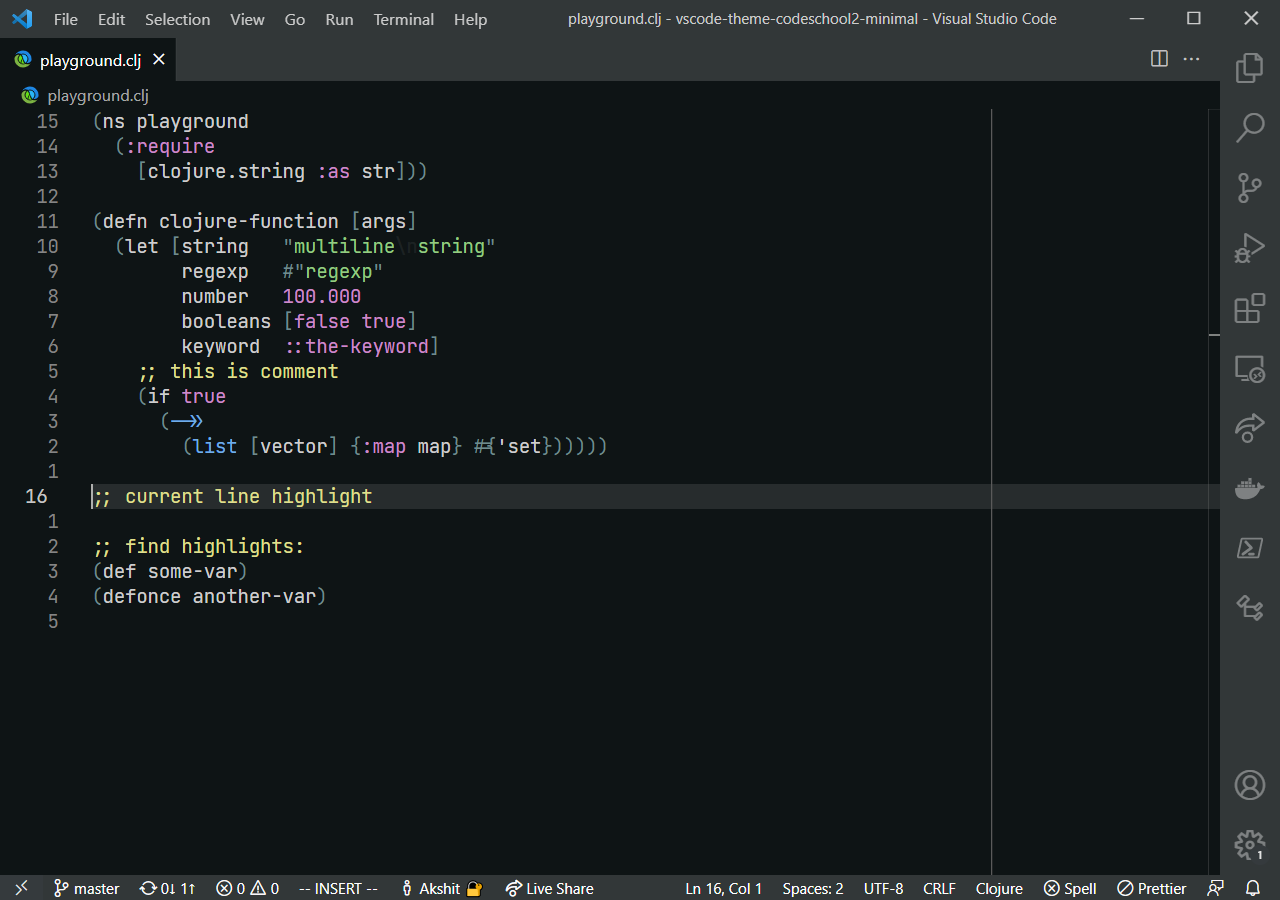 File Edit Selection View Go Run Terminal Help playground.clj - vscode-theme-codeschool2-minimal - Visual Studio Code
playground.clj
playground.clj
15 (ns playground
14 (:require
13 [clojure.string :as str]))
12
11 (defn clojure-function [args]
10 (let [string "multiline\nstring"
9 regexp #"regexp"
8 number 100.000
7 booleans [false true]
6 keyword ::the-keyword]
5 ;; this is comment
4 (if true
3 (->>
2 (list [vector] {:map map} #{'set})))))
1
16 ;; current line highlight
1
2 ;; find highlights:
3 (def some-var)
4 (defonce another-var)
5
1
master 0↓ 1↑ 0 0 -- INSERT -- Akshit Live Share Ln 16, Col 1 Spaces: 2 UTF-8 CRLF Clojure Spell Prettier